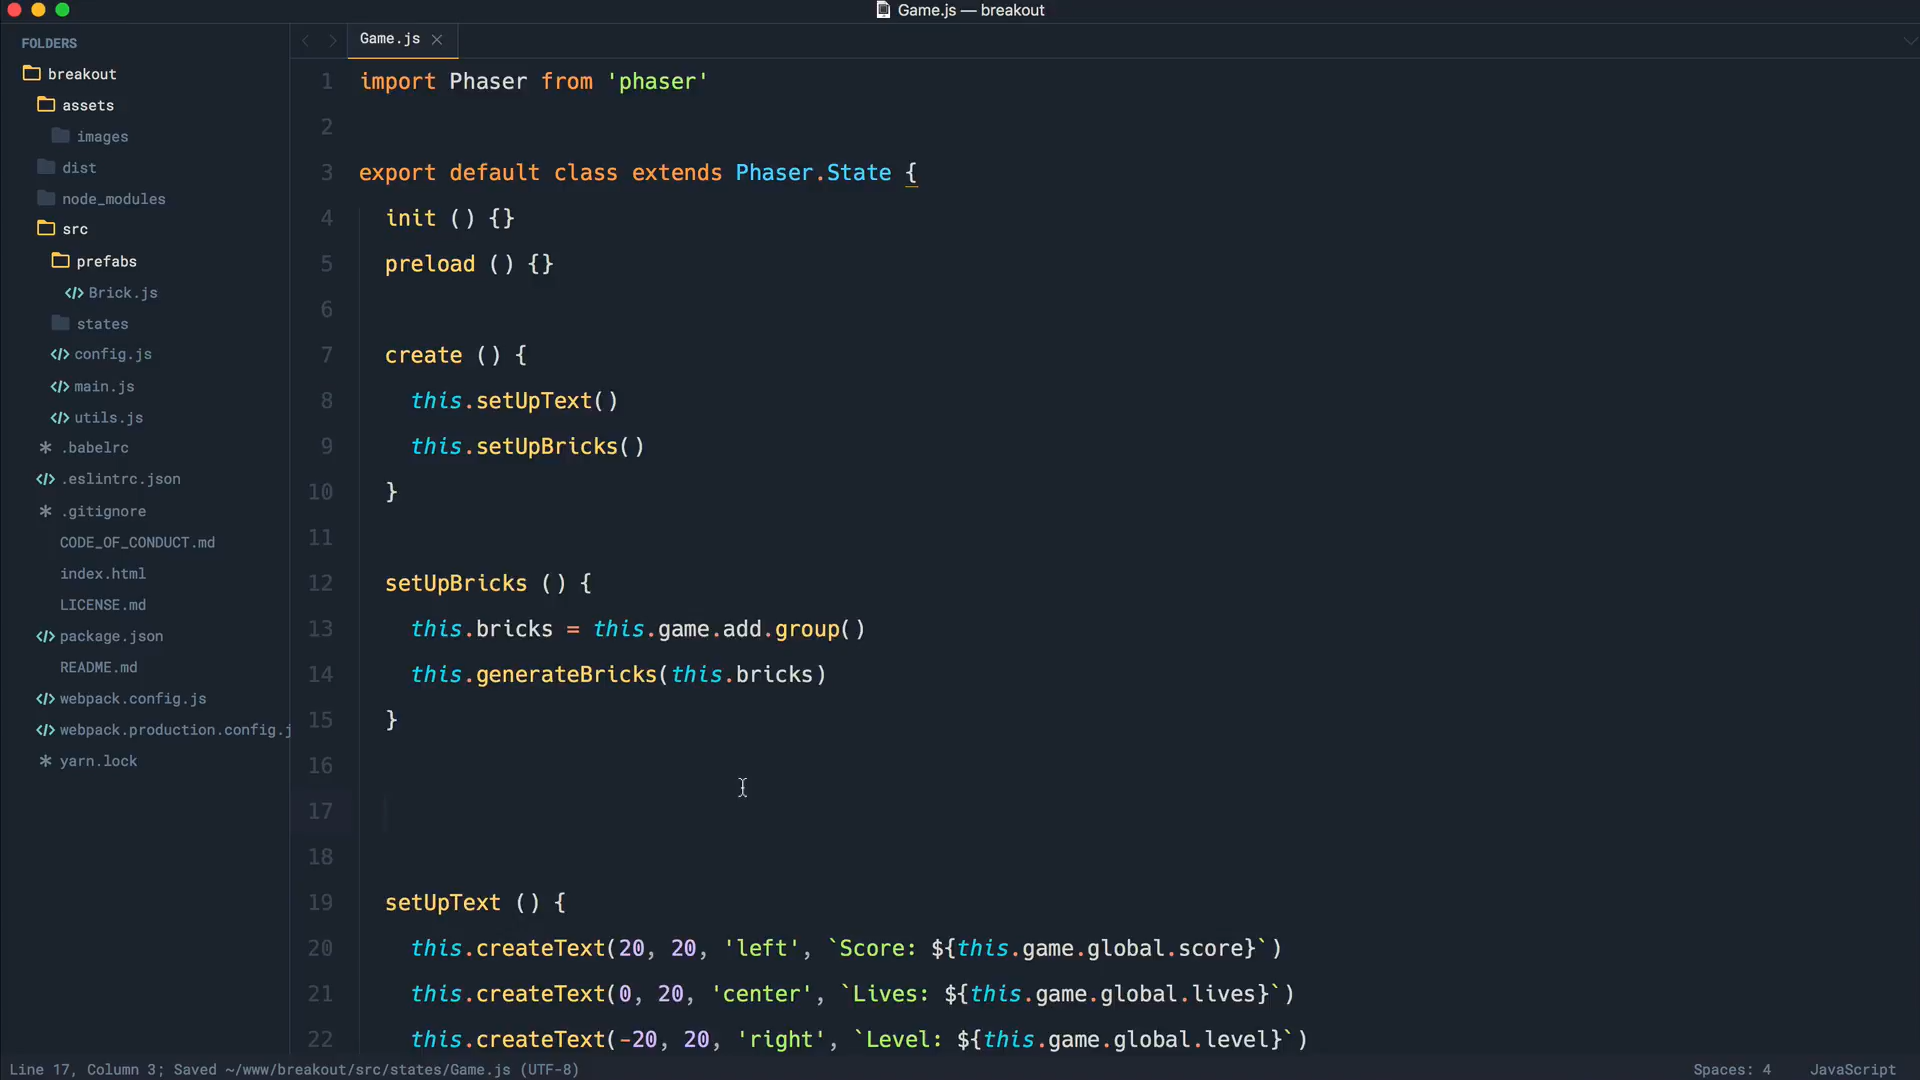 Game.js — breakout
FOLDERS
breakout
assets
images
dist
node_modules
src
prefabs
Brick.js
states
config.js
main.js
utils.js
.babelrc
.eslintrc.json
.gitignore
CODE_OF_CONDUCT.md
index.html
LICENSE.md
package.json
README.md
webpack.config.js
webpack.production.config.j
yarn.lock
Game.js
1 import Phaser from 'phaser'
2
3 export default class extends Phaser.State {
4 init () {}
5 preload () {}
6
7 create () {
8 this.setUpText()
9 this.setUpBricks()
10 }
11
12 setUpBricks () {
13 this.bricks = this.game.add.group()
14 this.generateBricks(this.bricks)
15 }
16
17
18
19 setUpText () {
20 this.createText(20, 20, 'left', `Score: ${this.game.global.score}`)
21 this.createText(0, 20, 'center', `Lives: ${this.game.global.lives}`)
22 this.createText(-20, 20, 'right', `Level: ${this.game.global.level}`)
Line 17, Column 3; Saved ~/www/breakout/src/states/Game.js (UTF-8)
Spaces: 4
JavaScript